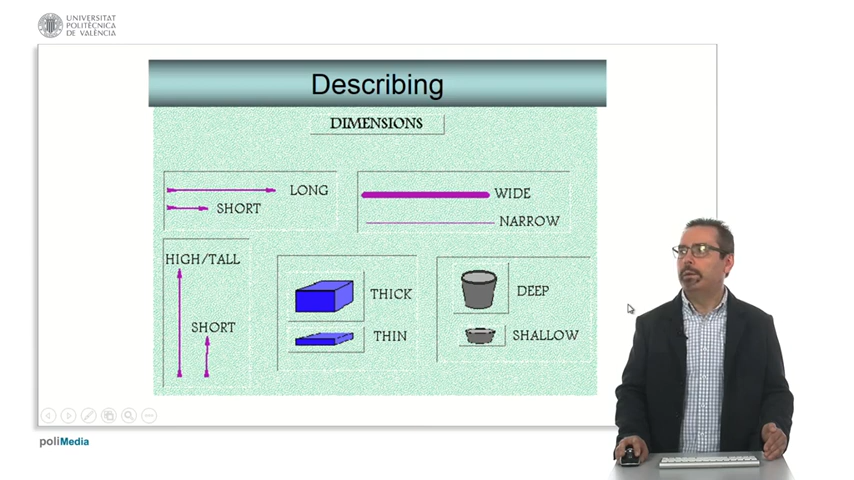 UNIVERSITAT
POLITÈCNICA
DE VALÈNCIA
Describing
DIMENSIONS
LONG
SHORT
WIDE
NARROW
HIGH/TALL
SHORT
THICK
THIN
DEEP
SHALLOW
poliMedia